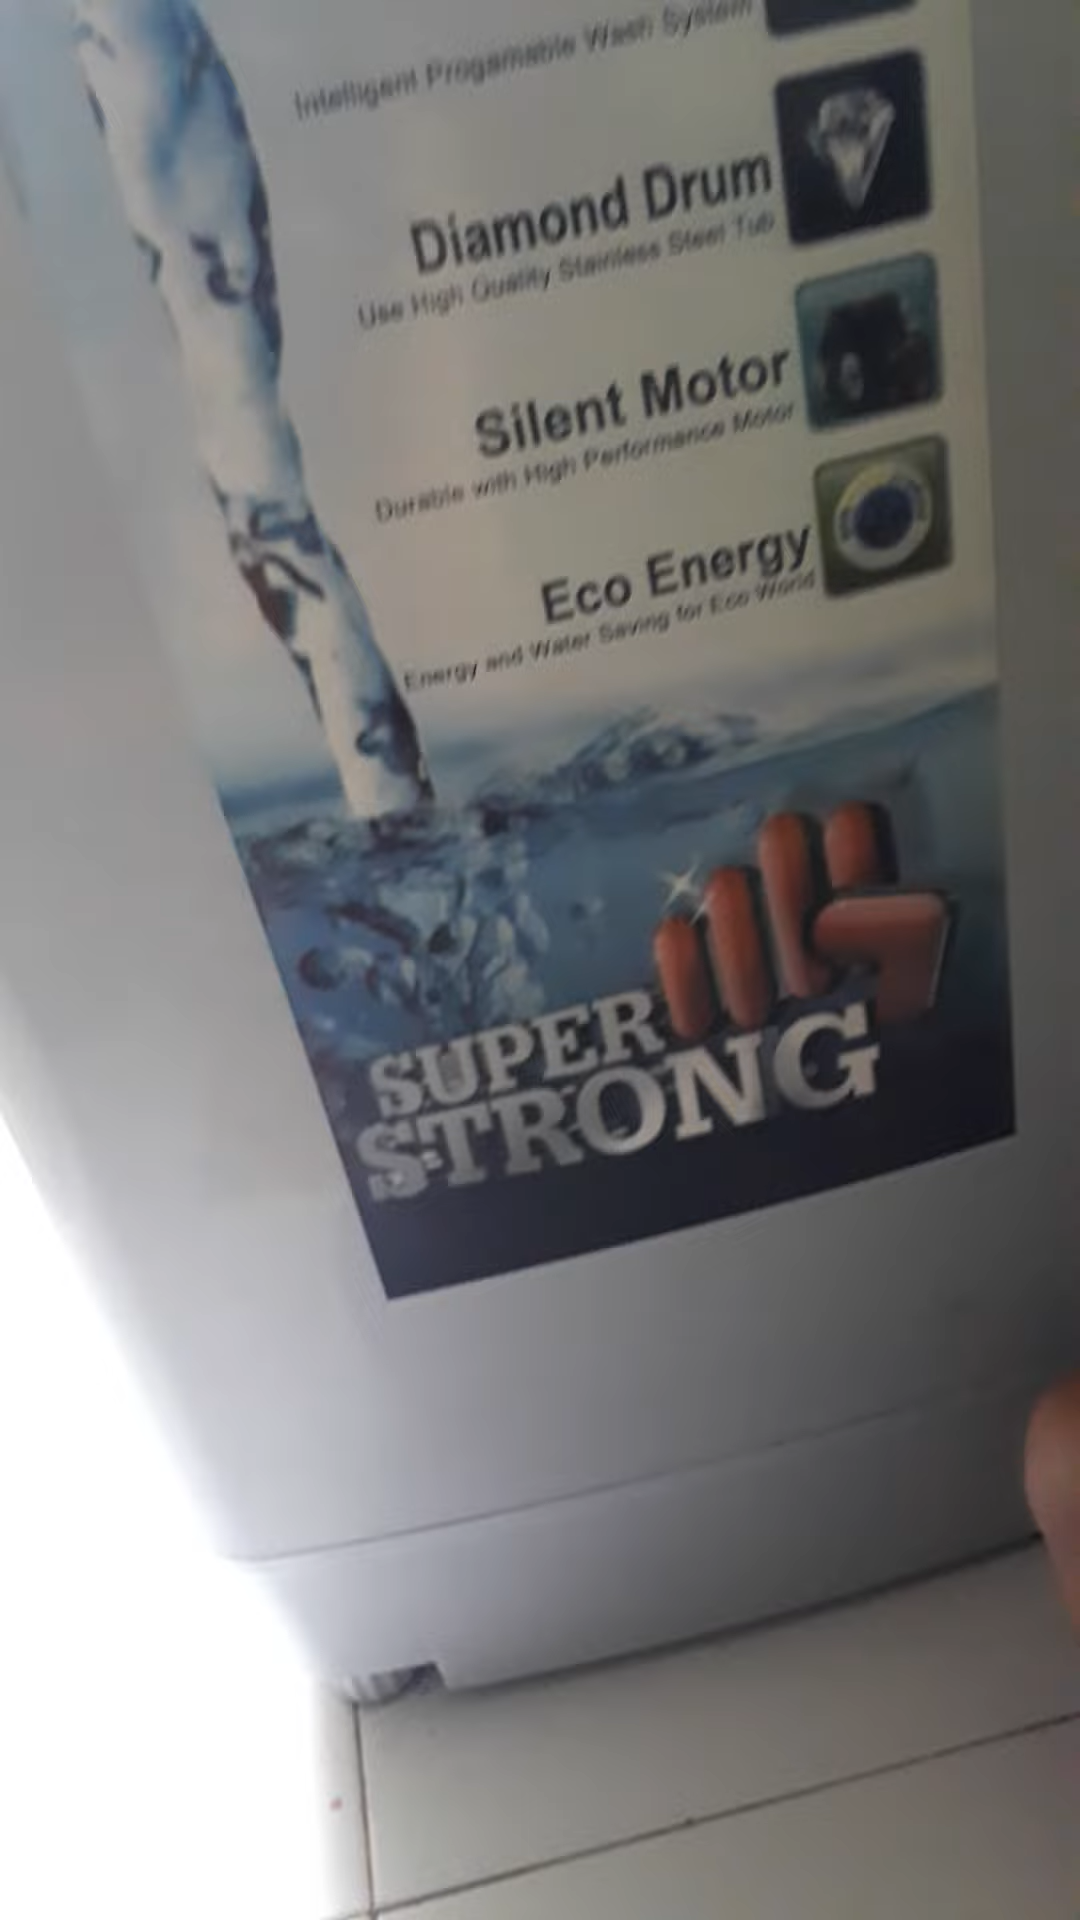 Intelligent Progamable Wash System
Diamond Drum
Use High Quality Stainless Steel Tub
Silent Motor
Durable with High Performance Motor
Eco Energy
Energy and Water Saving for Eco World
SUPER
STRONG